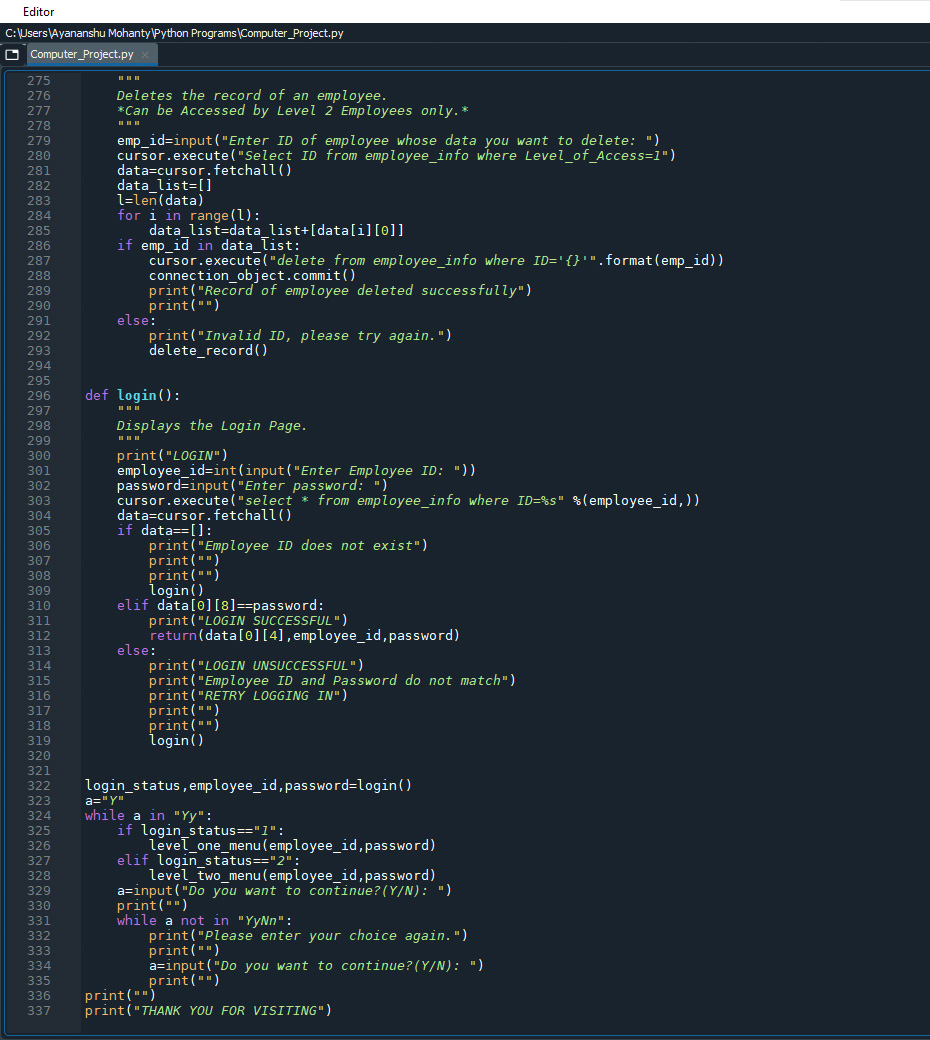 Editor
C:\Users\Ayananshu Mohanty\Python Programs\Computer_Project.py
Computer_Project.py
275     """
276     Deletes the record of an employee.
277     *Can be Accessed by Level 2 Employees only.*
278     """
279     emp_id=input("Enter ID of employee whose data you want to delete: ")
280     cursor.execute("Select ID from employee_info where Level_of_Access=1")
281     data=cursor.fetchall()
282     data_list=[]
283     l=len(data)
284     for i in range(l):
285         data_list=data_list+[data[i][0]]
286     if emp_id in data_list:
287         cursor.execute("delete from employee_info where ID='{}'".format(emp_id))
288         connection_object.commit()
289         print("Record of employee deleted successfully")
290         print("")
291     else:
292         print("Invalid ID, please try again.")
293         delete_record()
294
295
296 def login():
297     """
298     Displays the Login Page.
299     """
300     print("LOGIN")
301     employee_id=int(input("Enter Employee ID: "))
302     password=input("Enter password: ")
303     cursor.execute("select * from employee_info where ID=%s" %(employee_id,))
304     data=cursor.fetchall()
305     if data==[]:
306         print("Employee ID does not exist")
307         print("")
308         print("")
309         login()
310     elif data[0][8]==password:
311         print("LOGIN SUCCESSFUL")
312         return(data[0][4],employee_id,password)
313     else:
314         print("LOGIN UNSUCCESSFUL")
315         print("Employee ID and Password do not match")
316         print("RETRY LOGGING IN")
317         print("")
318         print("")
319         login()
320
321
322 login_status,employee_id,password=login()
323 a="Y"
324 while a in "Yy":
325     if login_status=="1":
326         level_one_menu(employee_id,password)
327     elif login_status=="2":
328         level_two_menu(employee_id,password)
329     a=input("Do you want to continue?(Y/N): ")
330     print("")
331     while a not in "YyNn":
332         print("Please enter your choice again.")
333         print("")
334         a=input("Do you want to continue?(Y/N): ")
335         print("")
336 print("")
337 print("THANK YOU FOR VISITING")